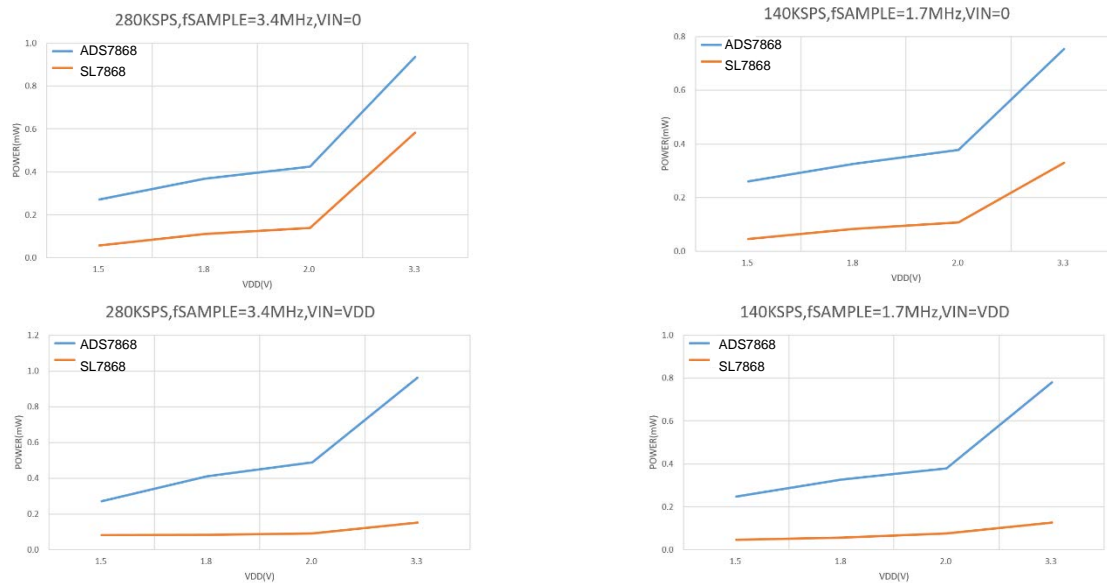 280KSPS,fSAMPLE=3.4MHz,VIN=0
ADS7868
SL7868
POWER(mW)
1.0
0.8
0.6
0.4
0.2
0.0
1.5 1.8 2.0 3.3
VDD(V)
140KSPS,fSAMPLE=1.7MHz,VIN=0
ADS7868
SL7868
POWER(mW)
0.8
0.6
0.4
0.2
0.0
1.5 1.8 2.0 3.3
VDD(V)
280KSPS,fSAMPLE=3.4MHz,VIN=VDD
ADS7868
SL7868
POWER(mW)
1.2
1.0
0.8
0.6
0.4
0.2
0.0
1.5 1.8 2.0 3.3
VDD(V)
140KSPS,fSAMPLE=1.7MHz,VIN=VDD
ADS7868
SL7868
POWER(mW)
1.0
0.8
0.6
0.4
0.2
0.0
1.5 1.8 2.0 3.3
VDD(V)